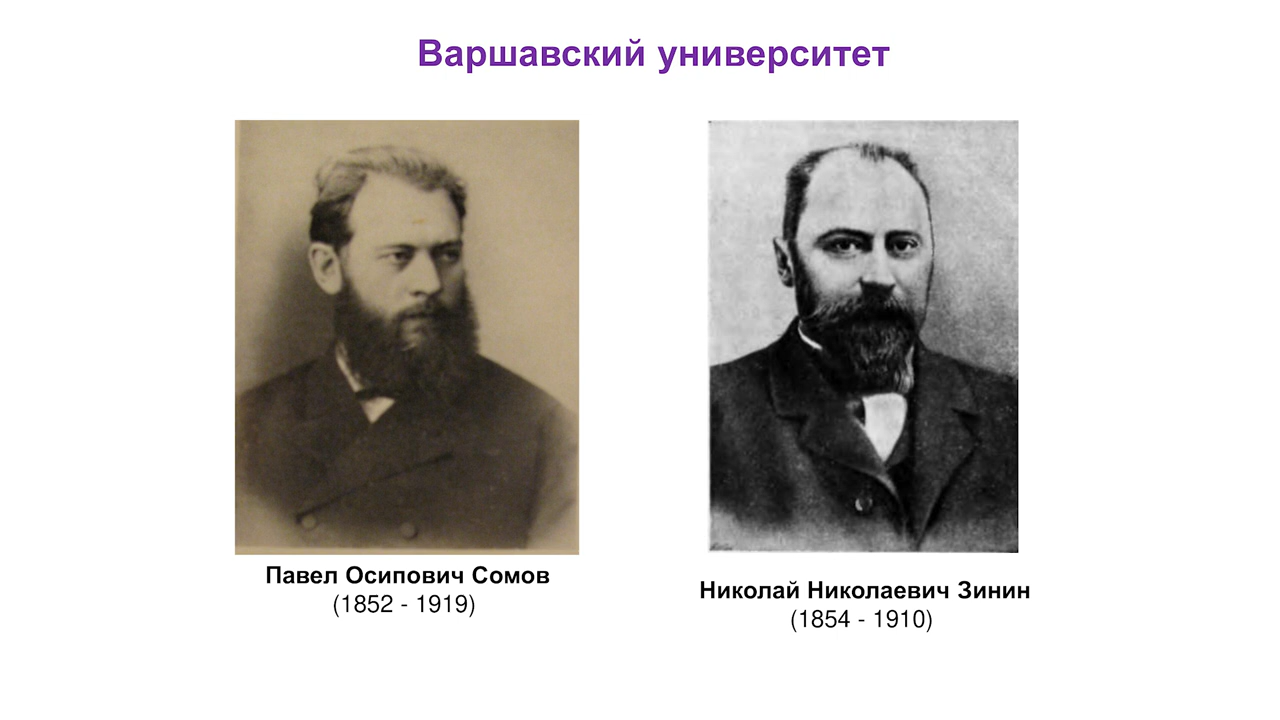 Варшавский университет
Павел Осипович Сомов
(1852 - 1919)
Николай Николаевич Зинин
(1854 - 1910)